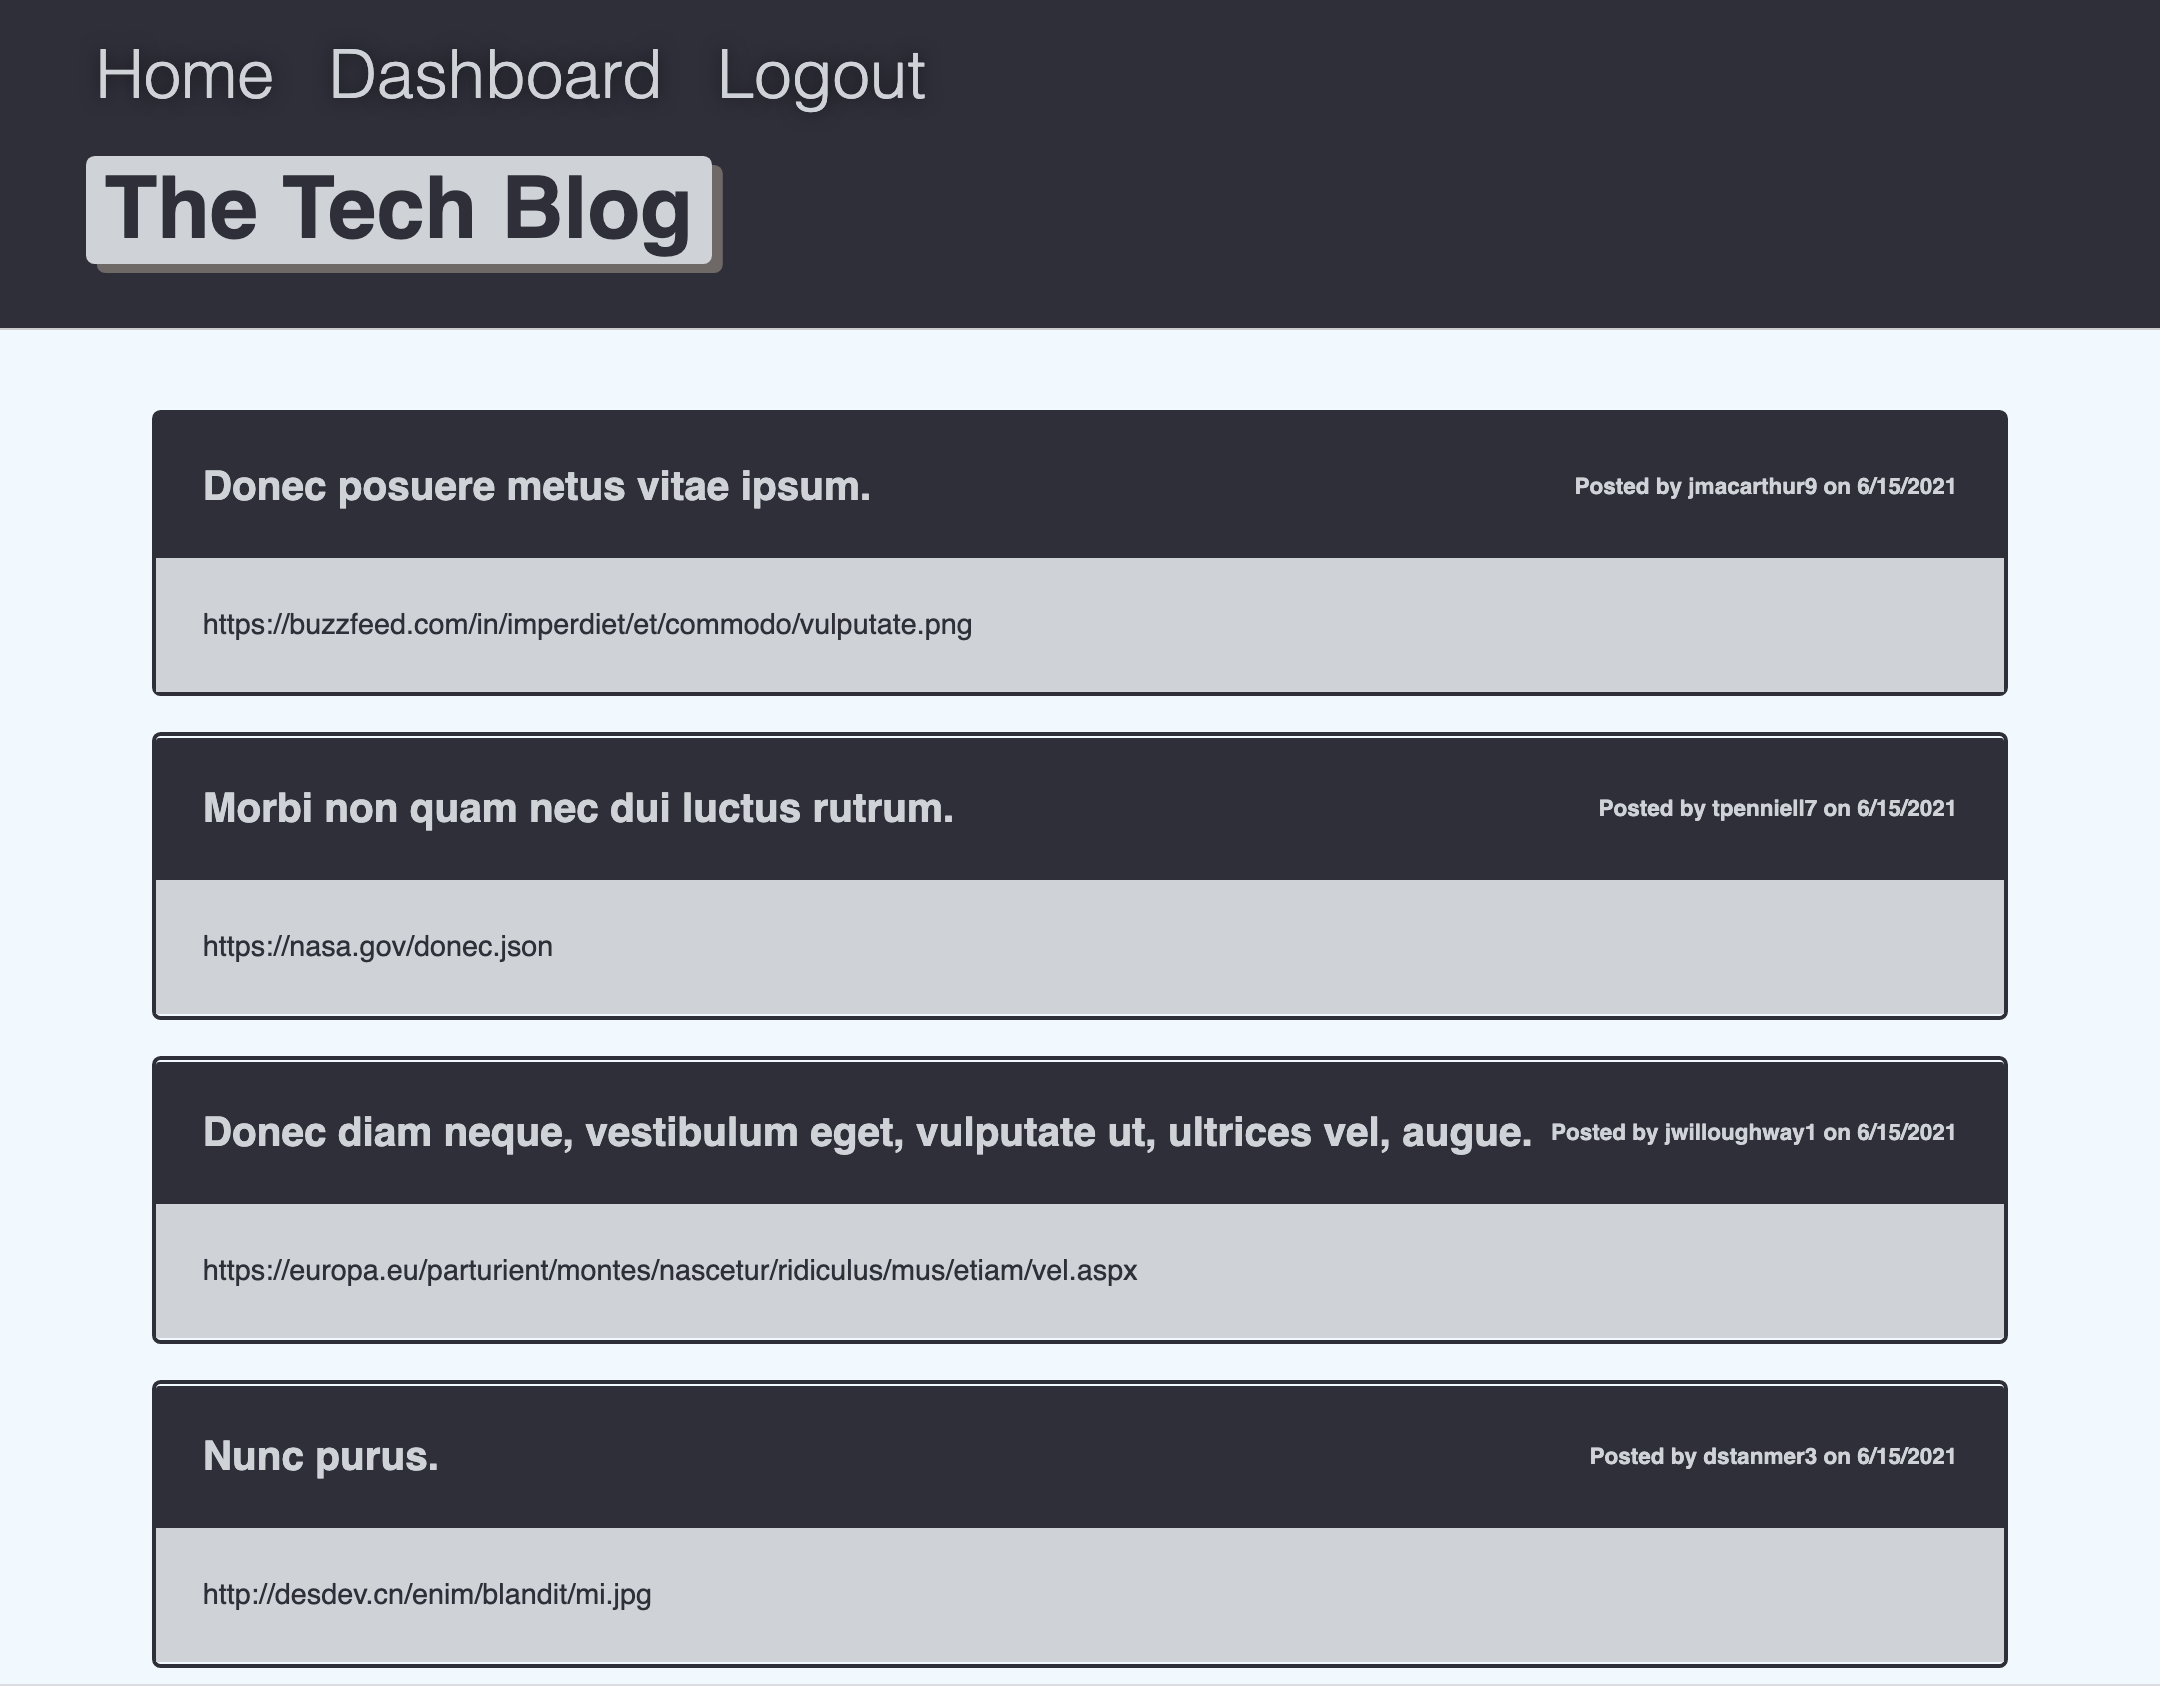 Home Dashboard Logout
The Tech Blog
Donec posuere metus vitae ipsum. Posted by jmacarthur9 on 6/15/2021
https://buzzfeed.com/in/imperdiet/et/commodo/vulputate.png
Morbi non quam nec dui luctus rutrum. Posted by tpenniell7 on 6/15/2021
https://nasa.gov/donec.json
Donec diam neque, vestibulum eget, vulputate ut, ultrices vel, augue. Posted by jwilloughway1 on 6/15/2021
https://europa.eu/parturient/montes/nascetur/ridiculus/mus/etiam/vel.aspx
Nunc purus. Posted by dstanmer3 on 6/15/2021
http://desdev.cn/enim/blandit/mi.jpg